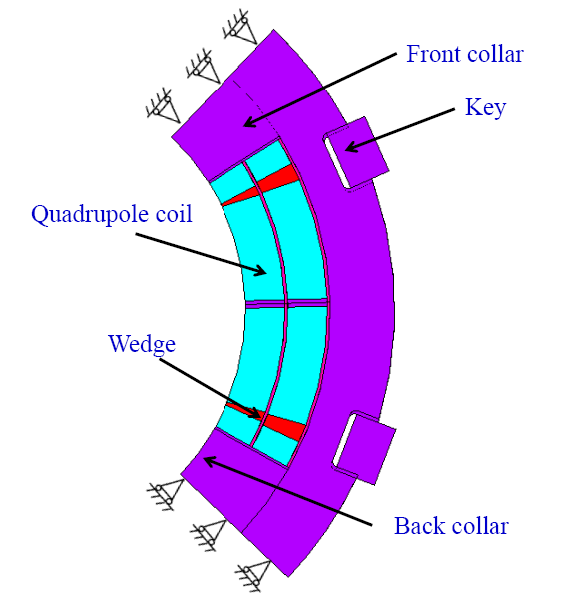 Front collar
Key
Quadrupole coil
Wedge
Back collar